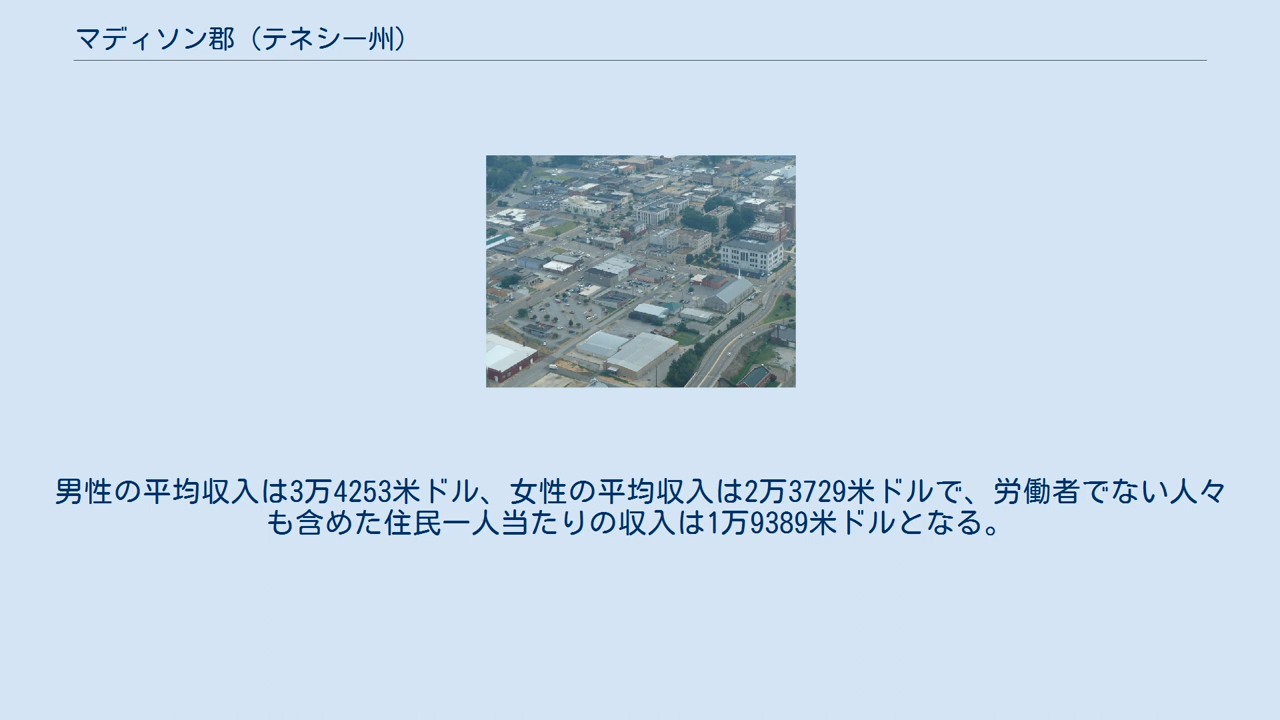 マディソン郡（テネシー州）
男性の平均収入は3万4253米ドル、女性の平均収入は2万3729米ドルで、労働者でない人々
も含めた住民一人当たりの収入は1万9389米ドルとなる。